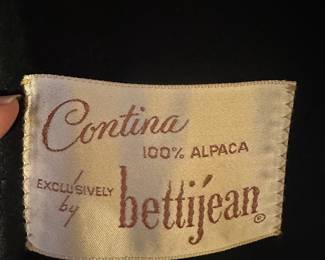 Contina
100% ALPACA
EXCLUSIVELY
by bettijean ®